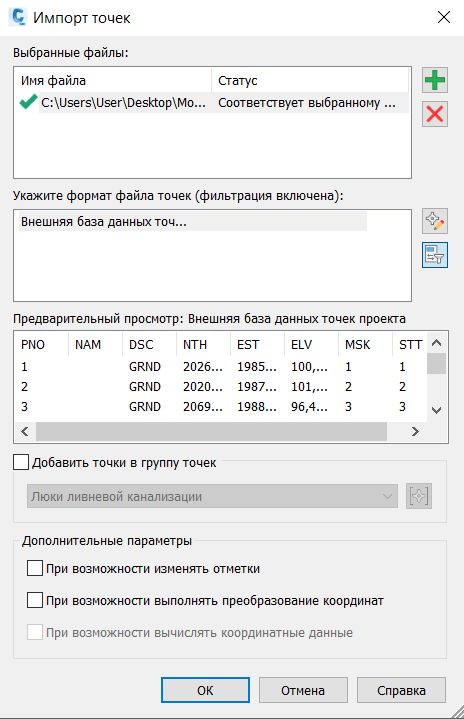 Импорт точек
Выбранные файлы:
Имя файла Статус
C:\Users\User\Desktop\Mo... Соответствует выбранному ...
Укажите формат файла точек (фильтрация включена):
Внешняя база данных точ...
Предварительный просмотр: Внешняя база данных точек проекта
PNO NAM DSC NTH EST ELV MSK STT
1 GRND 2026... 1985... 100,... 1 1
2 GRND 2020... 1987... 101,... 2 2
3 GRND 2069... 1988... 96,4... 3 3
Добавить точки в группу точек
Люки ливневой канализации
Дополнительные параметры
При возможности изменять отметки
При возможности выполнять преобразование координат
При возможности вычислять координатные данные
ОК Отмена Справка